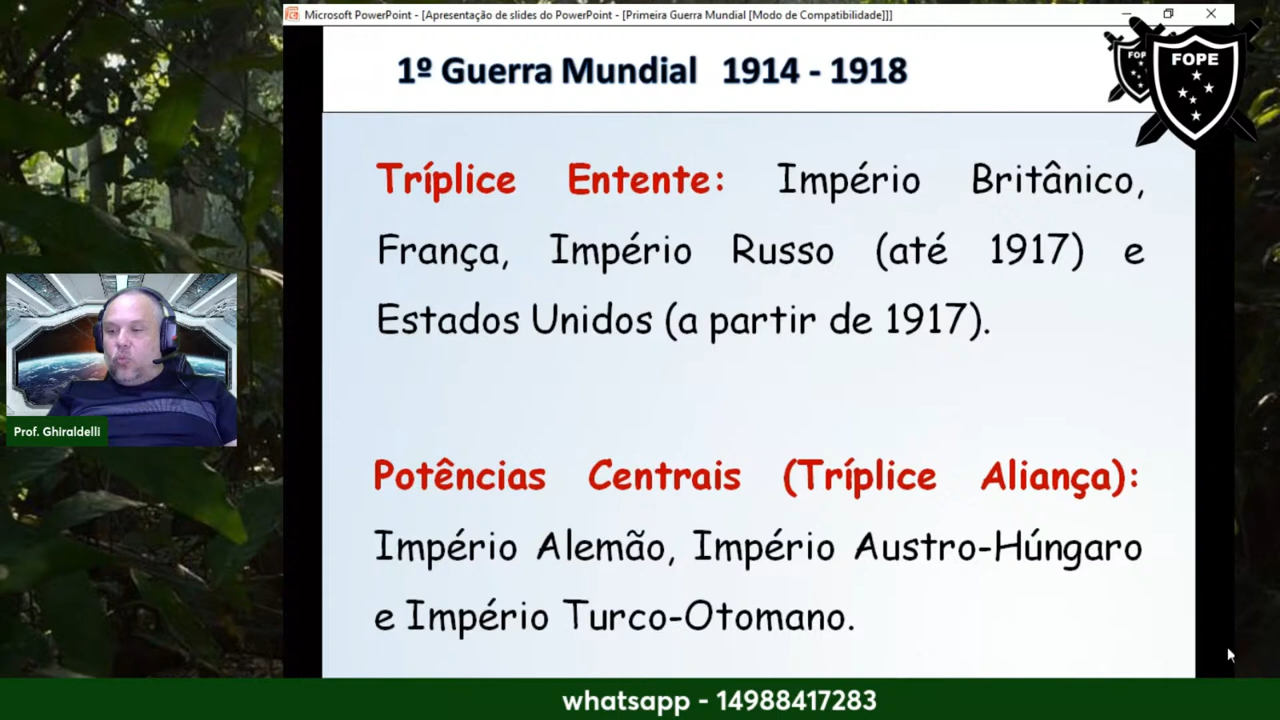 Microsoft PowerPoint - [Apresentação de slides do PowerPoint - [Primeira Guerra Mundial [Modo de Compatibilidade]]]
1º Guerra Mundial 1914 - 1918
FOP
FOPE
Tríplice Entente: Império Britânico,
França, Império Russo (até 1917) e
Estados Unidos (a partir de 1917).
Prof. Ghiraldelli
Potências Centrais (Tríplice Aliança):
Império Alemão, Império Austro-Húngaro
e Império Turco-Otomano.
whatsapp - 14988417283